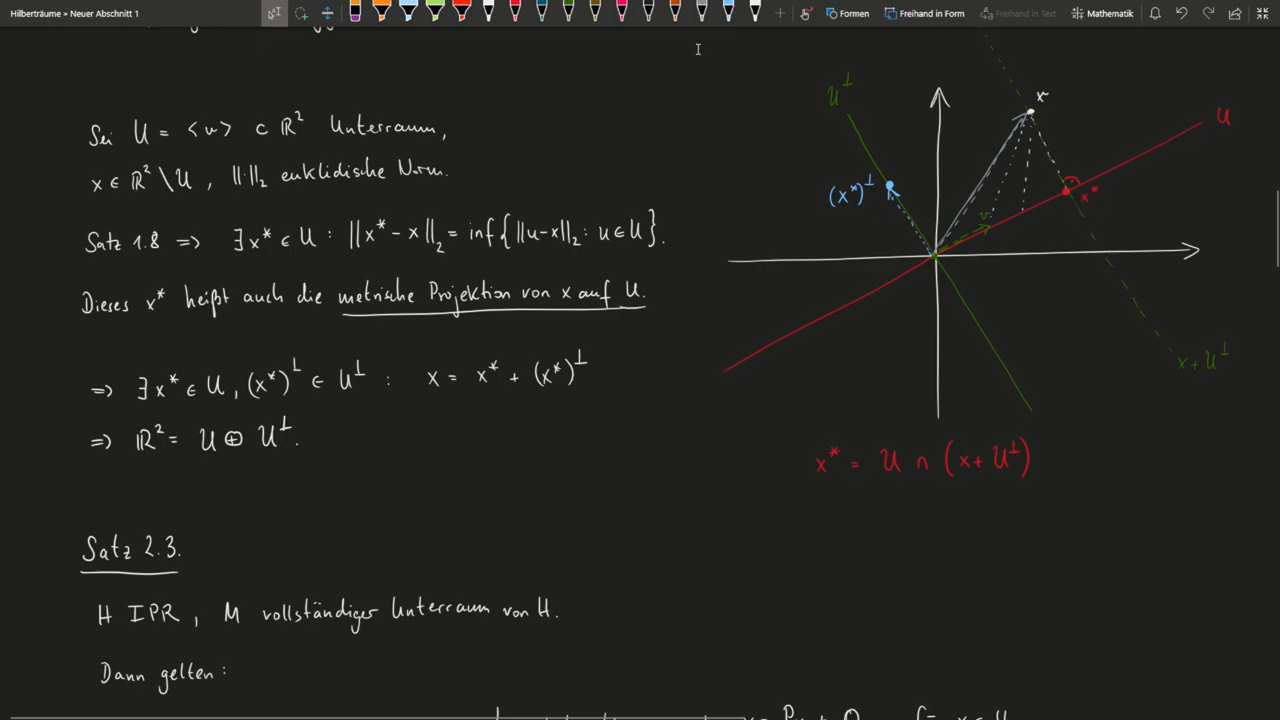 Hilberträume » Neuer Abschnitt 1
Formen
Freihand in Form
Freihand in Text
Mathematik
Sei U = <v> ⊂ ℝ² Unterraum,
x ∈ ℝ² \ U , ||·||₂ euklidische Norm.
Satz 1.8 => ∃ x* ∈ U : ||x* - x||₂ = inf{ ||u-x||₂ : u ∈ U }.
Dieses x* heißt auch die metrische Projektion von x auf U.
=> ∃ x* ∈ U , (x*)^⊥ ∈ U^⊥ : x = x* + (x*)^⊥
=> ℝ² = U ⊕ U^⊥.
U^⊥
x
U
(x*)^⊥
x*
v
x + U^⊥
x* = U ∩ (x + U^⊥)
Satz 2.3.
H IPR , M vollständiger Unterraum von H.
Dann gelten :